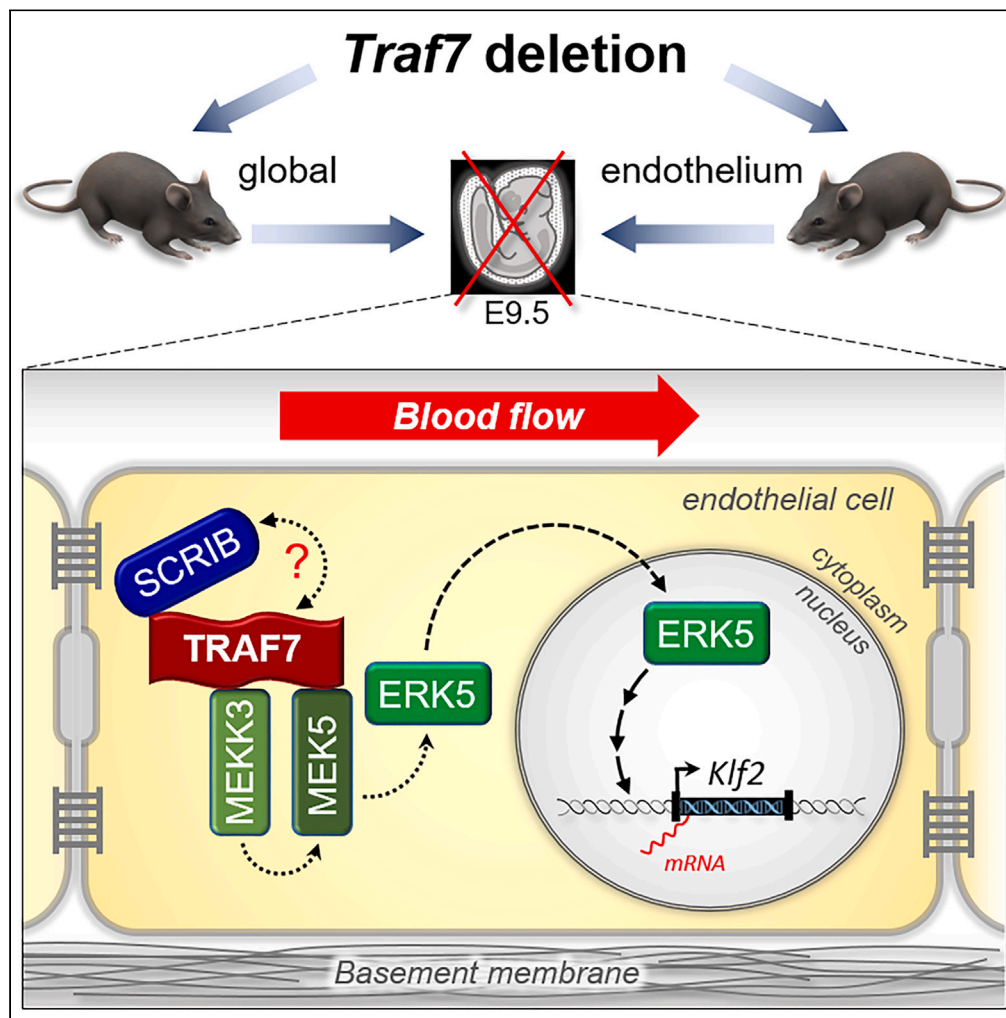 Traf7 deletion
global
endothelium
E9.5
Blood flow
endothelial cell
cytoplasm
nucleus
SCRIB
?
TRAF7
MEKK3
MEK5
ERK5
ERK5
Klf2
mRNA
Basement membrane